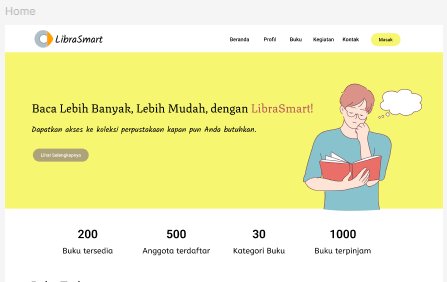 Home
LibraSmart
Beranda Profil Buku Kegiatan Kontak Masuk
Baca Lebih Banyak, Lebih Mudah, dengan LibraSmart!
Dapatkan akses ke koleksi perpustakaan kapan pun Anda butuhkan.
Lihat Selengkapnya
200 500 30 1000
Buku tersedia Anggota terdaftar Kategori Buku Buku terpinjam